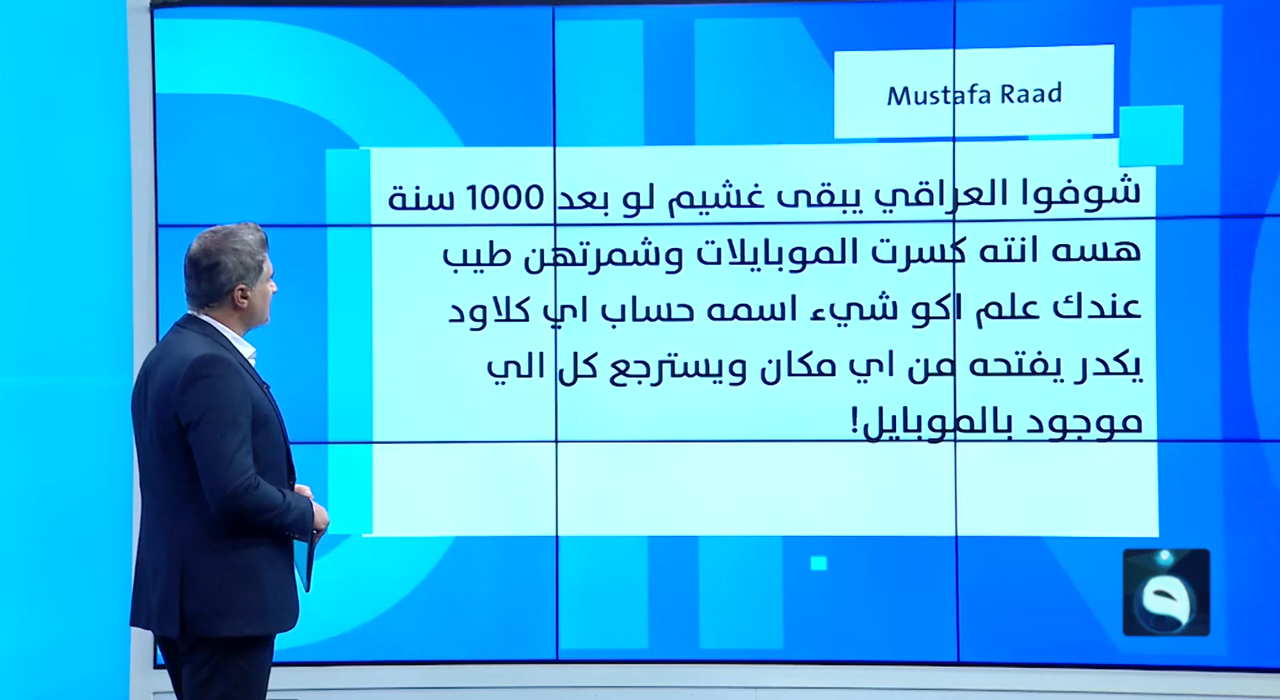 Mustafa Raad
شوفوا العراقي يبقى غشيم لو بعد 1000 سنة
هسه انته كسرت الموبايلات وشمرتهن طيب
عندك علم اكو شيء اسمه حساب اي كلاود
يكدر يفتحه من اي مكان ويسترجع كل الي
موجود بالموبايل!